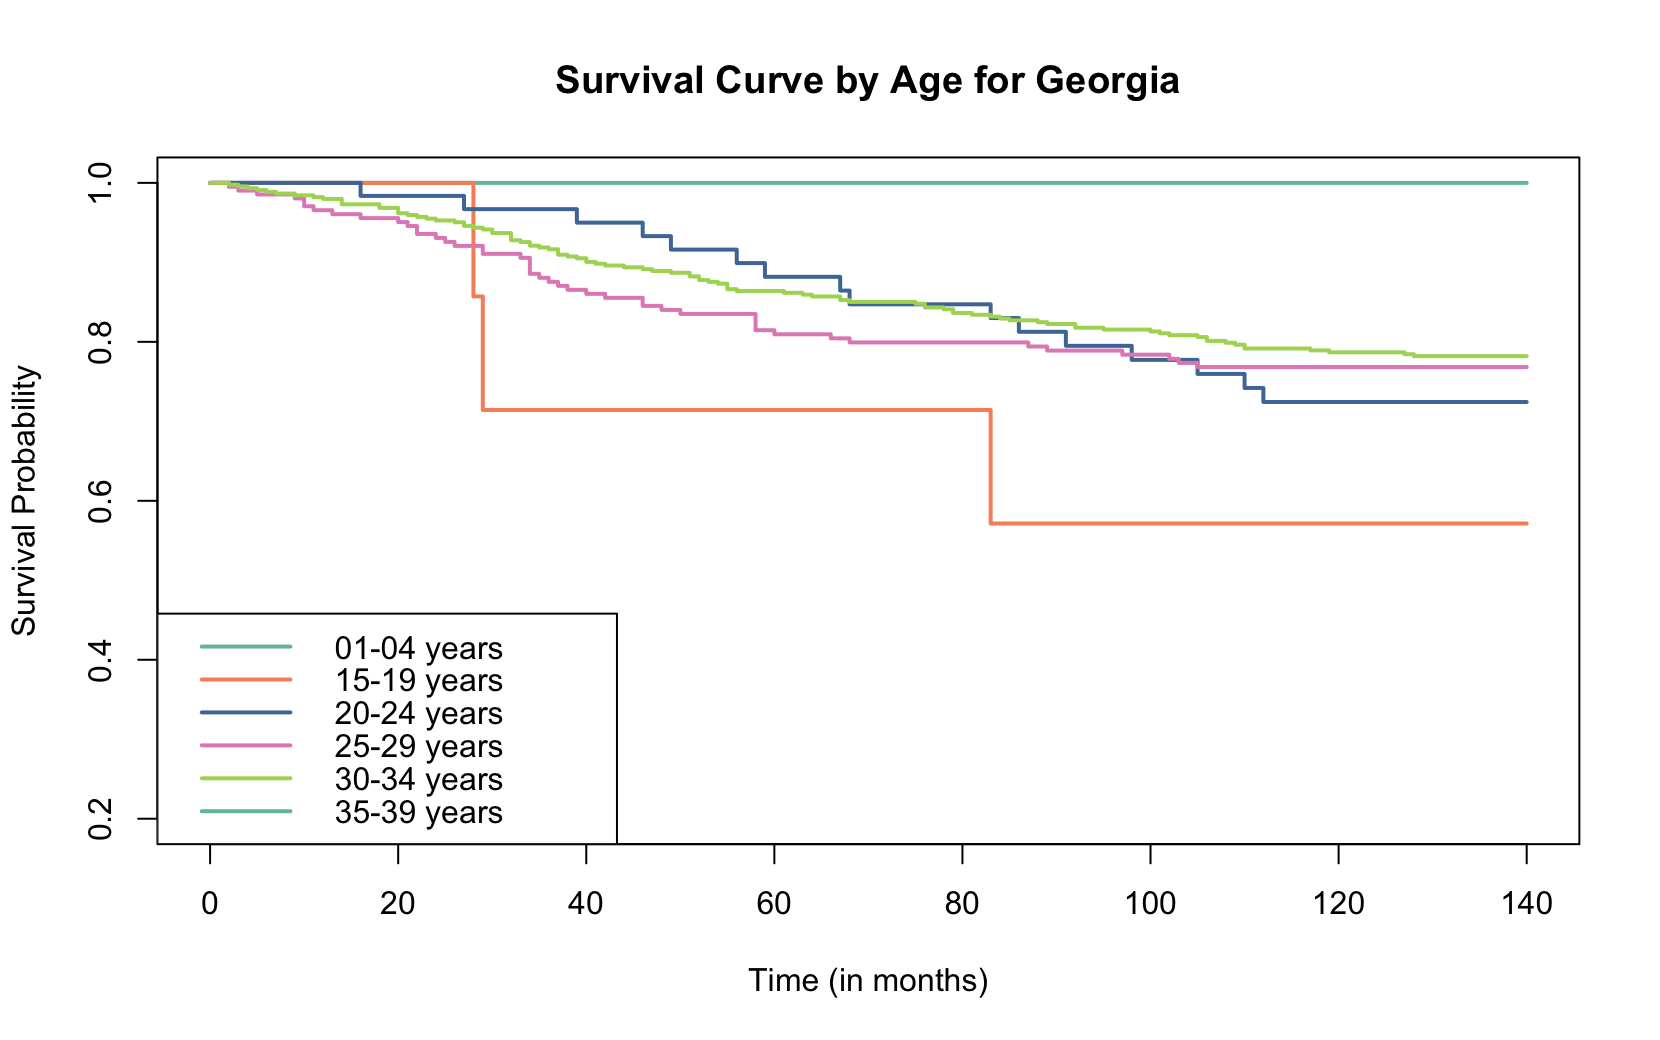 Survival Curve by Age for Georgia
Survival Probability
1.0
0.8
0.6
0.4
0.2
01-04 years
15-19 years
20-24 years
25-29 years
30-34 years
35-39 years
0 20 40 60 80 100 120 140
Time (in months)